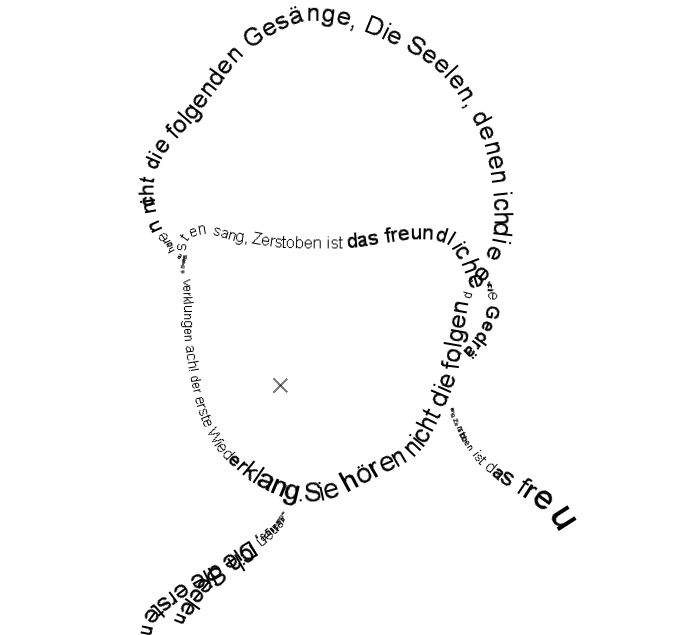 nicht die folgenden Gesänge, Die Seelen, denen ich die
sten sang, Zerstoben ist das freundliche
Gedrä
verklungen ach! der erste Wiederklang. Sie hören nicht die folgen
ist das freu
Die
ersten
Seelen